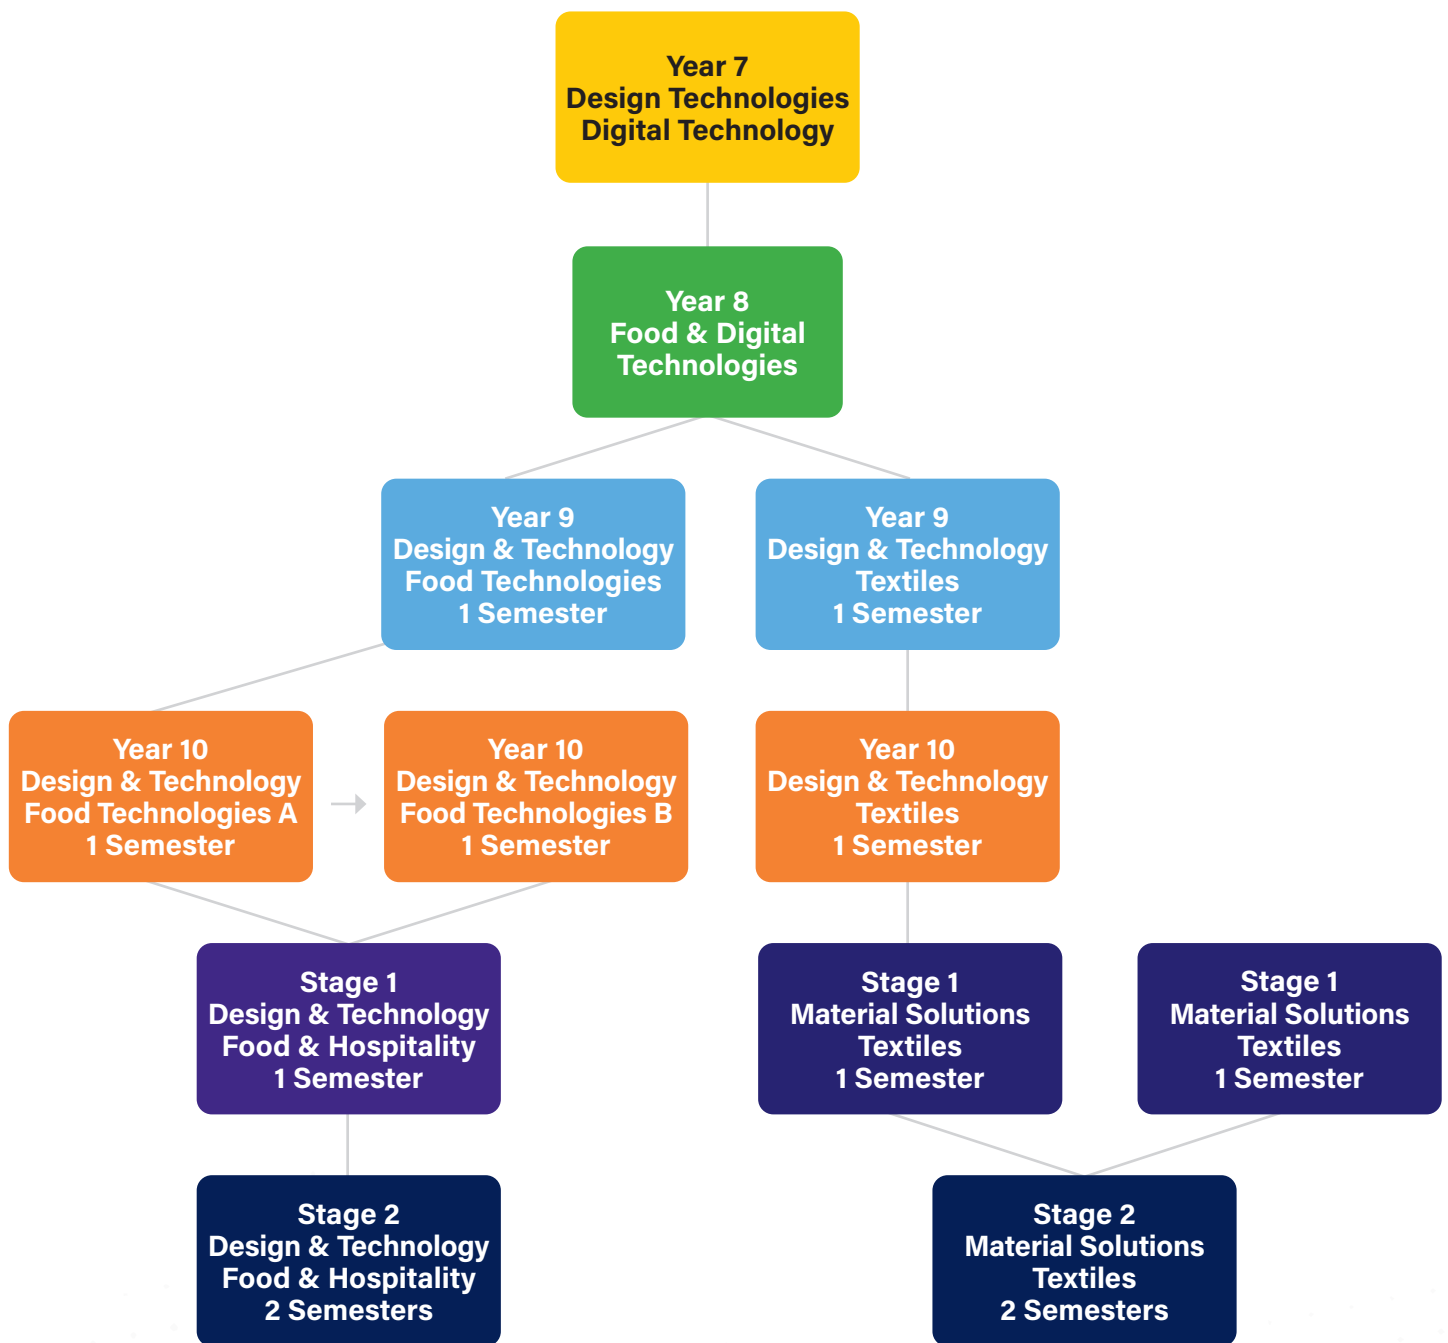 Year 7
Design Technologies
Digital Technology
Year 8
Food & Digital
Technologies
Year 9
Design & Technology
Food Technologies
1 Semester
Year 9
Design & Technology
Textiles
1 Semester
Year 10
Design & Technology
Food Technologies A
1 Semester
Year 10
Design & Technology
Food Technologies B
1 Semester
Year 10
Design & Technology
Textiles
1 Semester
Stage 1
Design & Technology
Food & Hospitality
1 Semester
Stage 1
Material Solutions
Textiles
1 Semester
Stage 1
Material Solutions
Textiles
1 Semester
Stage 2
Design & Technology
Food & Hospitality
2 Semesters
Stage 2
Material Solutions
Textiles
2 Semesters